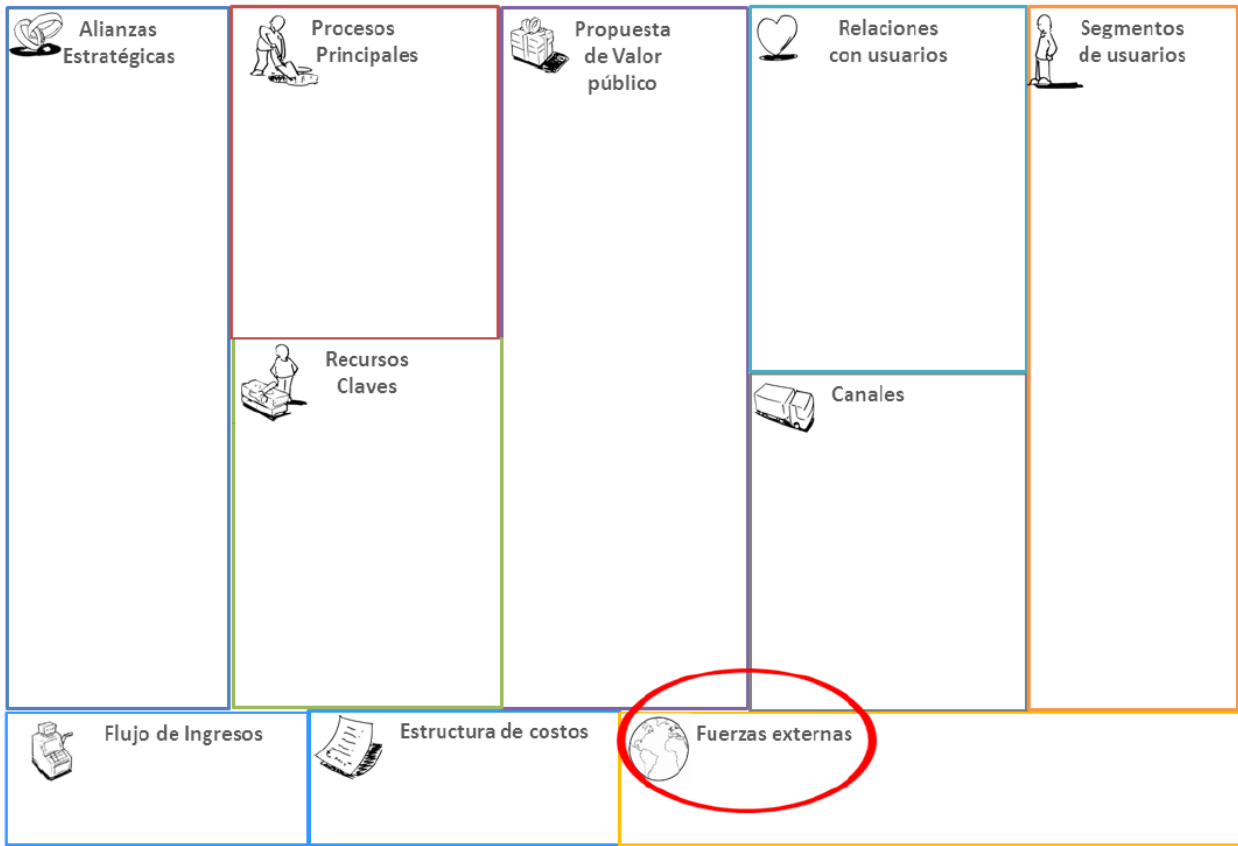 Alianzas
Estratégicas
Procesos
Principales
Propuesta
de Valor
público
Relaciones
con usuarios
Segmentos
de usuarios
Recursos
Claves
Canales
Flujo de Ingresos
Estructura de costos
Fuerzas externas